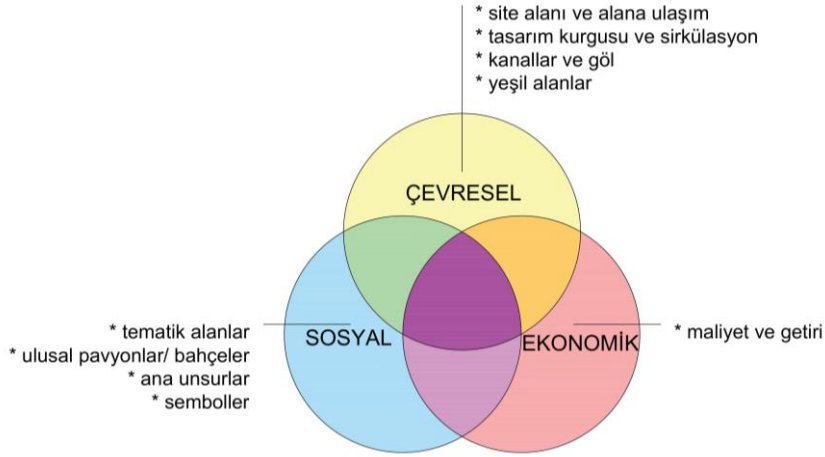 * site alanı ve alana ulaşım
* tasarım kurgusu ve sirkülasyon
* kanallar ve göl
* yeşil alanlar
ÇEVRESEL
* tematik alanlar
* ulusal pavyonlar/ bahçeler
* ana unsurlar
* semboller
SOSYAL
EKONOMİK
* maliyet ve getiri